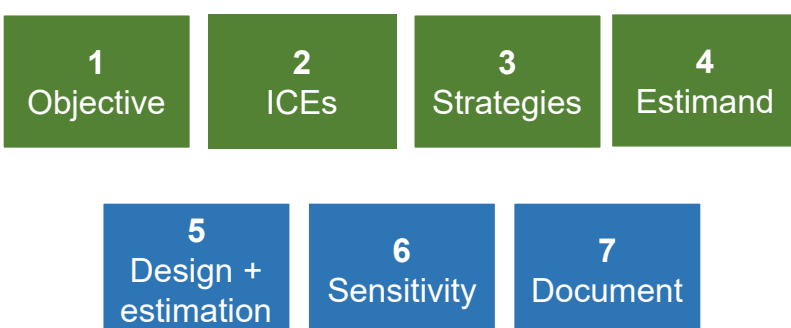 1
Objective
2
ICEs
3
Strategies
4
Estimand
5
Design +
estimation
6
Sensitivity
7
Document